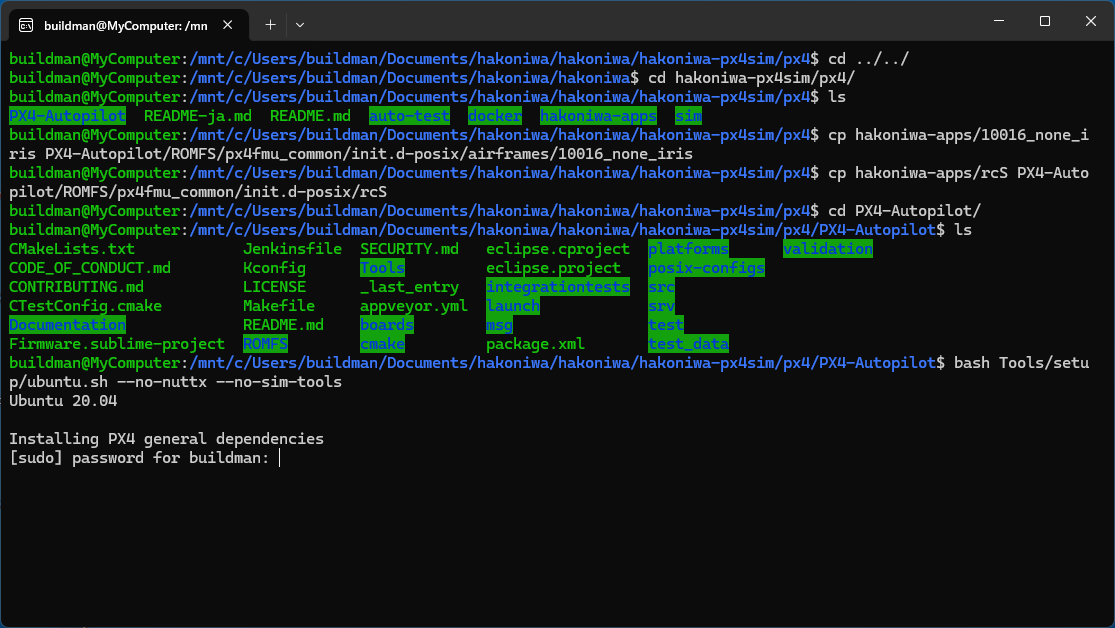 buildman@MyComputer: /mn
buildman@MyComputer:/mnt/c/Users/buildman/Documents/hakoniwa/hakoniwa/hakoniwa-px4sim/px4$ cd ../../
buildman@MyComputer:/mnt/c/Users/buildman/Documents/hakoniwa/hakoniwa$ cd hakoniwa-px4sim/px4/
buildman@MyComputer:/mnt/c/Users/buildman/Documents/hakoniwa/hakoniwa/hakoniwa-px4sim/px4$ ls
PX4-Autopilot  README-ja.md  README.md  auto-test  docker  hakoniwa-apps  sim
buildman@MyComputer:/mnt/c/Users/buildman/Documents/hakoniwa/hakoniwa/hakoniwa-px4sim/px4$ cp hakoniwa-apps/10016_none_i
ris PX4-Autopilot/ROMFS/px4fmu_common/init.d-posix/airframes/10016_none_iris
buildman@MyComputer:/mnt/c/Users/buildman/Documents/hakoniwa/hakoniwa/hakoniwa-px4sim/px4$ cp hakoniwa-apps/rcS PX4-Auto
pilot/ROMFS/px4fmu_common/init.d-posix/rcS
buildman@MyComputer:/mnt/c/Users/buildman/Documents/hakoniwa/hakoniwa/hakoniwa-px4sim/px4$ cd PX4-Autopilot/
buildman@MyComputer:/mnt/c/Users/buildman/Documents/hakoniwa/hakoniwa/hakoniwa-px4sim/px4/PX4-Autopilot$ ls
CMakeLists.txt            Jenkinsfile  SECURITY.md   eclipse.cproject  platforms      validation
CODE_OF_CONDUCT.md        Kconfig      Tools         eclipse.project   posix-configs
CONTRIBUTING.md           LICENSE      _last_entry   integrationtests  src
CTestConfig.cmake         Makefile     appveyor.yml  launch            srv
Documentation             README.md    boards        msg               test
Firmware.sublime-project  ROMFS        cmake         package.xml       test_data
buildman@MyComputer:/mnt/c/Users/buildman/Documents/hakoniwa/hakoniwa/hakoniwa-px4sim/px4/PX4-Autopilot$ bash Tools/setu
p/ubuntu.sh --no-nuttx --no-sim-tools
Ubuntu 20.04
Installing PX4 general dependencies
[sudo] password for buildman: